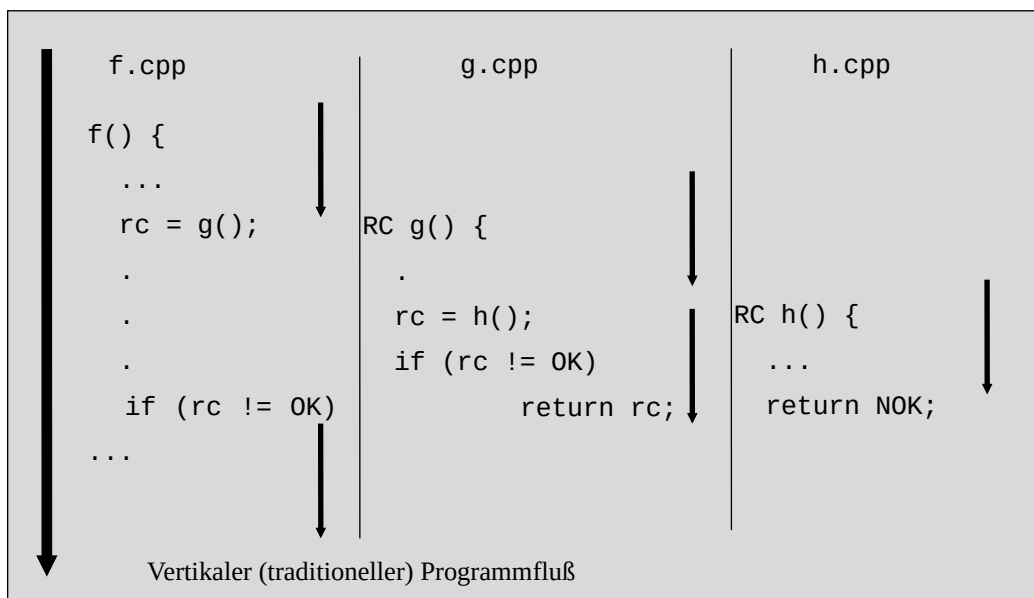 f.cpp
f() {
...
rc = g();
.
.
.
if (rc != OK)
...
g.cpp
RC g() {
.
rc = h();
if (rc != OK)
return rc;
h.cpp
RC h() {
...
return NOK;
Vertikaler (traditioneller) Programmfluß